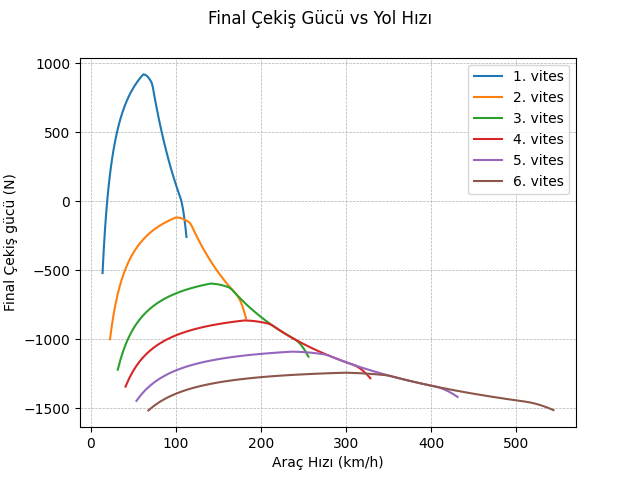 Final Çekiş Gücü vs Yol Hızı
Final Çekiş gücü (N)
1000
500
0
−500
−1000
−1500
1. vites
2. vites
3. vites
4. vites
5. vites
6. vites
0 100 200 300 400 500
Araç Hızı (km/h)